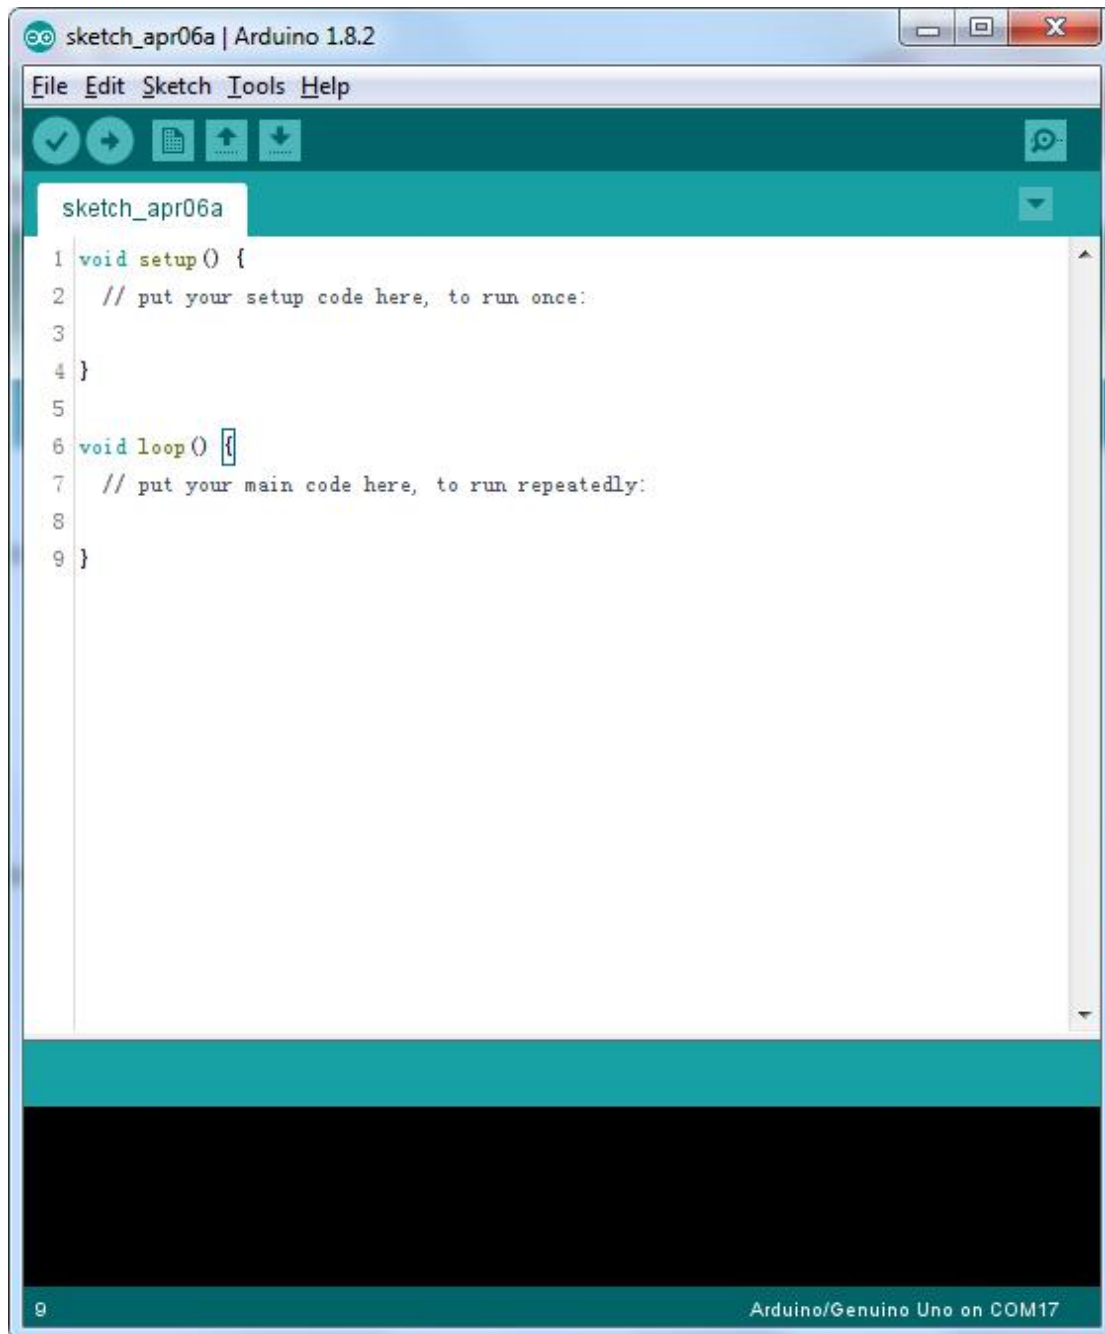 sketch_apr06a | Arduino 1.8.2
File Edit Sketch Tools Help
sketch_apr06a
1 void setup() {
2   // put your setup code here, to run once:
3
4 }
5
6 void loop() {
7   // put your main code here, to run repeatedly:
8
9 }
9 Arduino/Genuino Uno on COM17